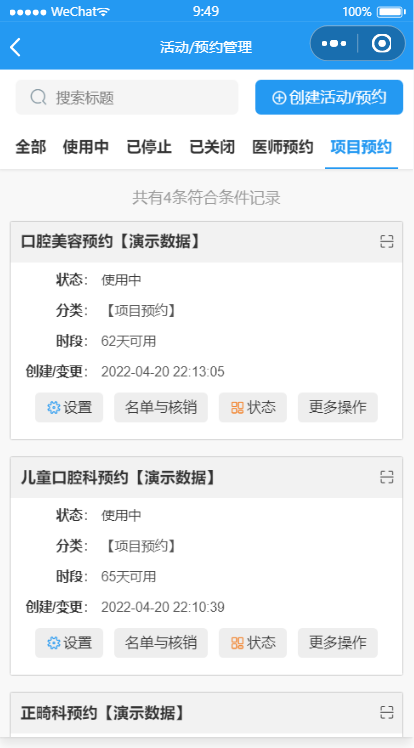 WeChat 9:49 100%
活动/预约管理
搜索标题 创建活动/预约
全部 使用中 已停止 已关闭 医师预约 项目预约
共有4条符合条件记录
口腔美容预约【演示数据】
状态: 使用中
分类: 【项目预约】
时段: 62天可用
创建/变更: 2022-04-20 22:13:05
设置 名单与核销 状态 更多操作
儿童口腔科预约【演示数据】
状态: 使用中
分类: 【项目预约】
时段: 65天可用
创建/变更: 2022-04-20 22:10:39
设置 名单与核销 状态 更多操作
正畸科预约【演示数据】